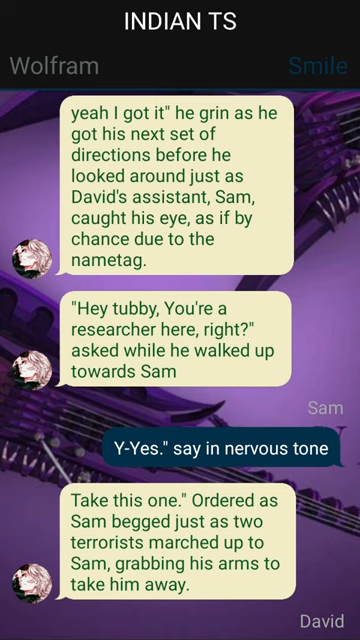 INDIAN TS
Wolfram
Smile
yeah I got it" he grin as he
got his next set of
directions before he
looked around just as
David's assistant, Sam,
caught his eye, as if by
chance due to the
nametag.
"Hey tubby, You're a
researcher here, right?"
asked while he walked up
towards Sam
Sam
Y-Yes." say in nervous tone
Take this one." Ordered as
Sam begged just as two
terrorists marched up to
Sam, grabbing his arms to
take him away.
David